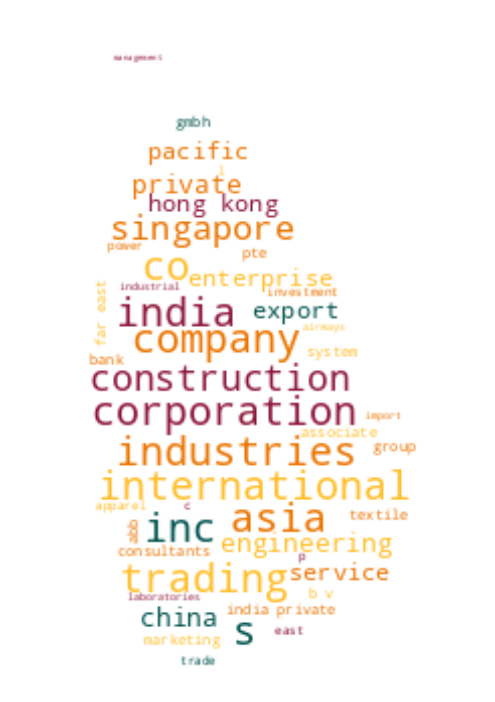 management
gmbh
pacific
l
private
hong kong
singapore
power
pte
co
enterprise
industrial
investment
far east
india
export
airways
company
system
bank
construction
corporation
import
associate
industries
group
international
apparel
c
asia
textile
inc
abb
engineering
consultants
p
trading
service
laboratories
b v
india private
china
s
east
marketing
trade